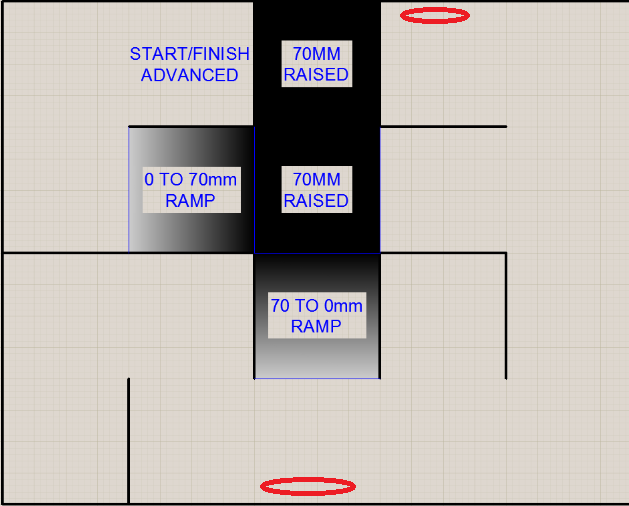 START/FINISH
ADVANCED
70MM
RAISED
0 TO 70mm
RAMP
70MM
RAISED
70 TO 0mm
RAMP